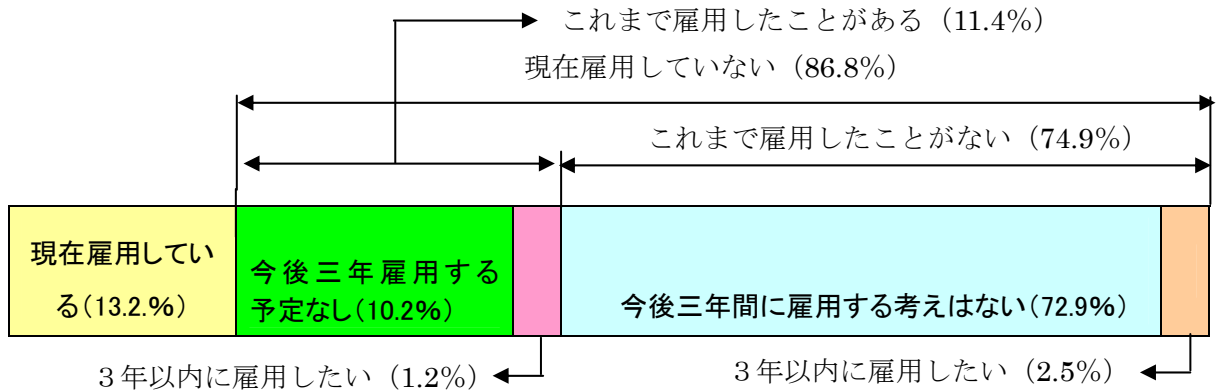 これまで雇用したことがある（11.4%）
現在雇用していない（86.8%）
これまで雇用したことがない（74.9%）
現在雇用してい
る（13.2.%）
今後三年雇用する
予定なし（10.2%）
今後三年間に雇用する考えはない（72.9%）
３年以内に雇用したい（1.2%）
３年以内に雇用したい（2.5%）